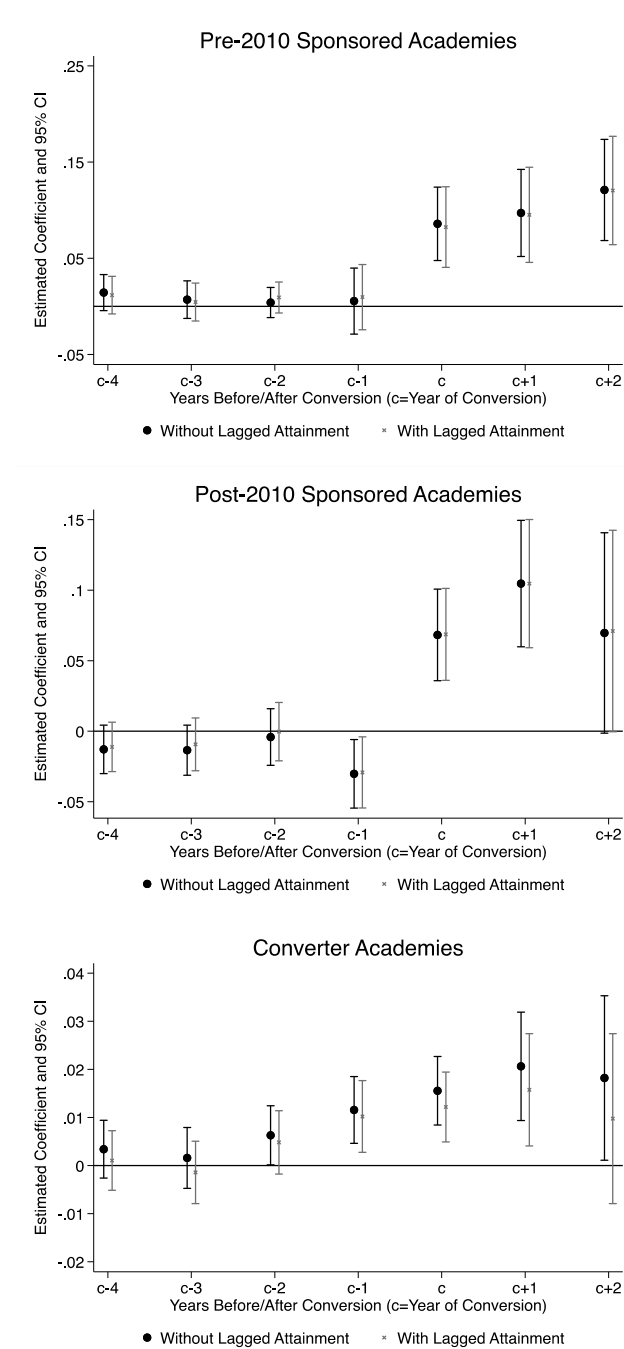 Pre-2010 Sponsored Academies
Estimated Coefficient and 95% CI
.25
.15
.05
-.05
c-4 c-3 c-2 c-1 c c+1 c+2
Years Before/After Conversion (c=Year of Conversion)
Without Lagged Attainment With Lagged Attainment
Post-2010 Sponsored Academies
Estimated Coefficient and 95% CI
.15
.1
.05
0
-.05
c-4 c-3 c-2 c-1 c c+1 c+2
Years Before/After Conversion (c=Year of Conversion)
Without Lagged Attainment With Lagged Attainment
Converter Academies
Estimated Coefficient and 95% CI
.04
.03
.02
.01
0
-.01
-.02
c-4 c-3 c-2 c-1 c c+1 c+2
Years Before/After Conversion (c=Year of Conversion)
Without Lagged Attainment With Lagged Attainment